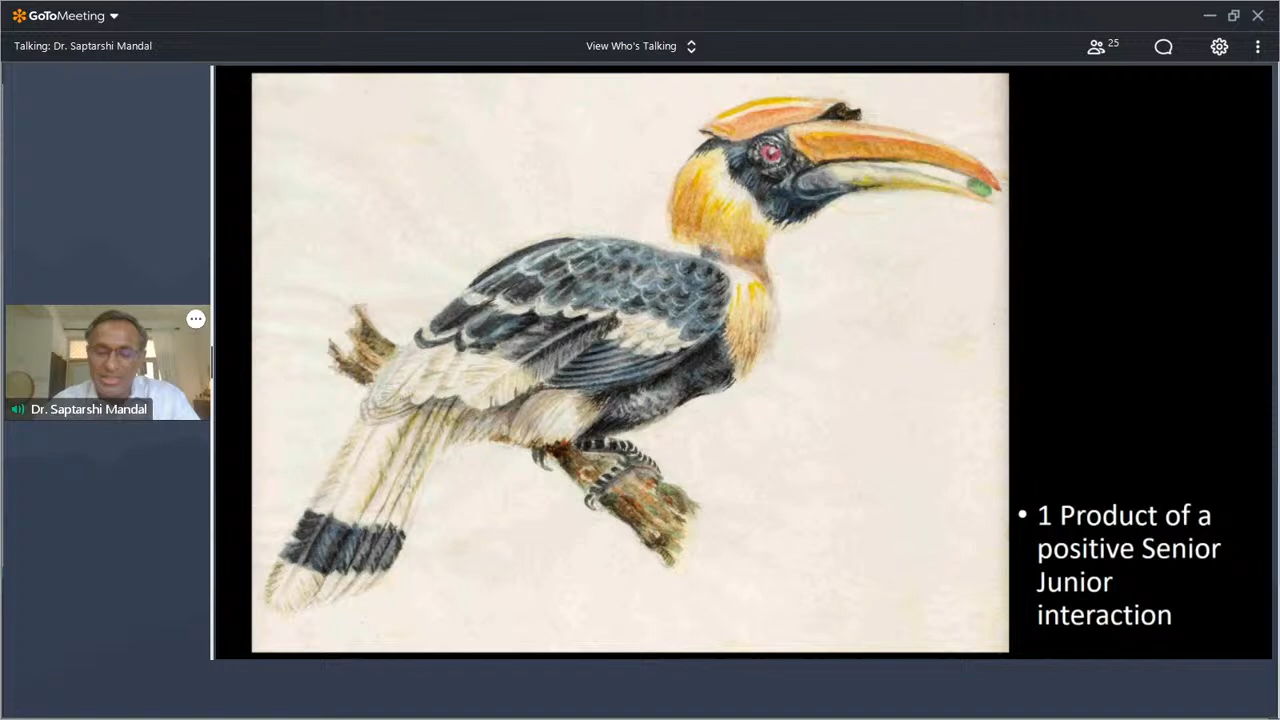 GoToMeeting
Talking: Dr. Saptarshi Mandal
View Who's Talking
25
Dr. Saptarshi Mandal
• 1 Product of a
positive Senior
Junior
interaction